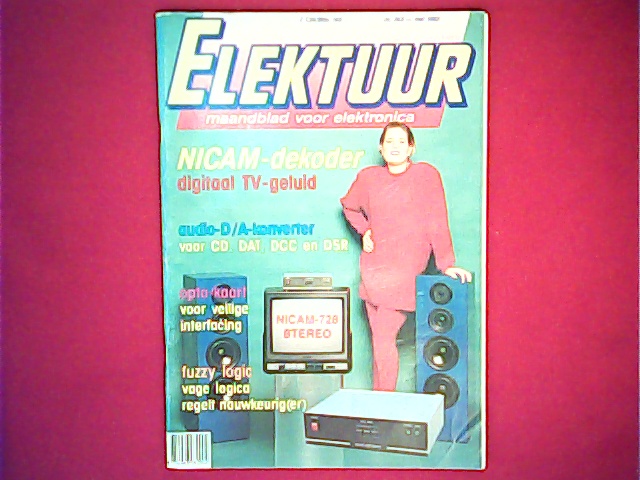 ELEKTUUR
maandblad voor elektronica
NICAM-dekoder
digitaal TV-geluid
audio-D/A-konverter
voor CD, DAT, DCC en DSR
opto/kaart
voor veilige
interfacing
NICAM-728
STEREO
fuzzy logic
vage logica
regelt nauwkeurig(er)